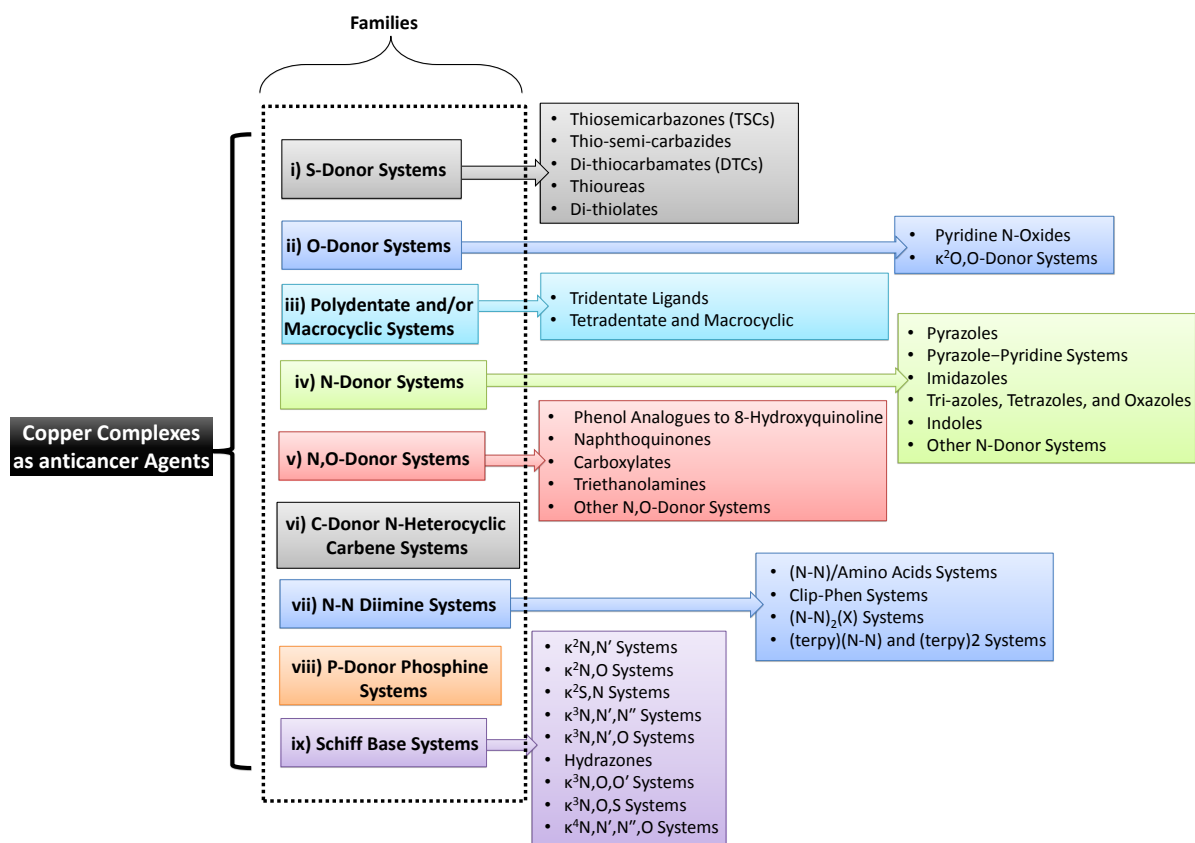 Families
Copper Complexes
as anticancer Agents
i) S-Donor Systems
• Thiosemicarbazones (TSCs)
• Thio-semi-carbazides
• Di-thiocarbamates (DTCs)
• Thioureas
• Di-thiolates
ii) O-Donor Systems
• Pyridine N-Oxides
• κ²O,O-Donor Systems
iii) Polydentate and/or
Macrocyclic Systems
• Tridentate Ligands
• Tetradentate and Macrocyclic
iv) N-Donor Systems
• Pyrazoles
• Pyrazole−Pyridine Systems
• Imidazoles
• Tri-azoles, Tetrazoles, and Oxazoles
• Indoles
• Other N-Donor Systems
v) N,O-Donor Systems
• Phenol Analogues to 8-Hydroxyquinoline
• Naphthoquinones
• Carboxylates
• Triethanolamines
• Other N,O-Donor Systems
vi) C-Donor N-Heterocyclic
Carbene Systems
vii) N-N Diimine Systems
• (N-N)/Amino Acids Systems
• Clip-Phen Systems
• (N-N)₂(X) Systems
• (terpy)(N-N) and (terpy)2 Systems
viii) P-Donor Phosphine
Systems
ix) Schiff Base Systems
• κ²N,N′ Systems
• κ²N,O Systems
• κ²S,N Systems
• κ³N,N′,N″ Systems
• κ³N,N′,O Systems
• Hydrazones
• κ³N,O,O′ Systems
• κ³N,O,S Systems
• κ⁴N,N′,N″,O Systems